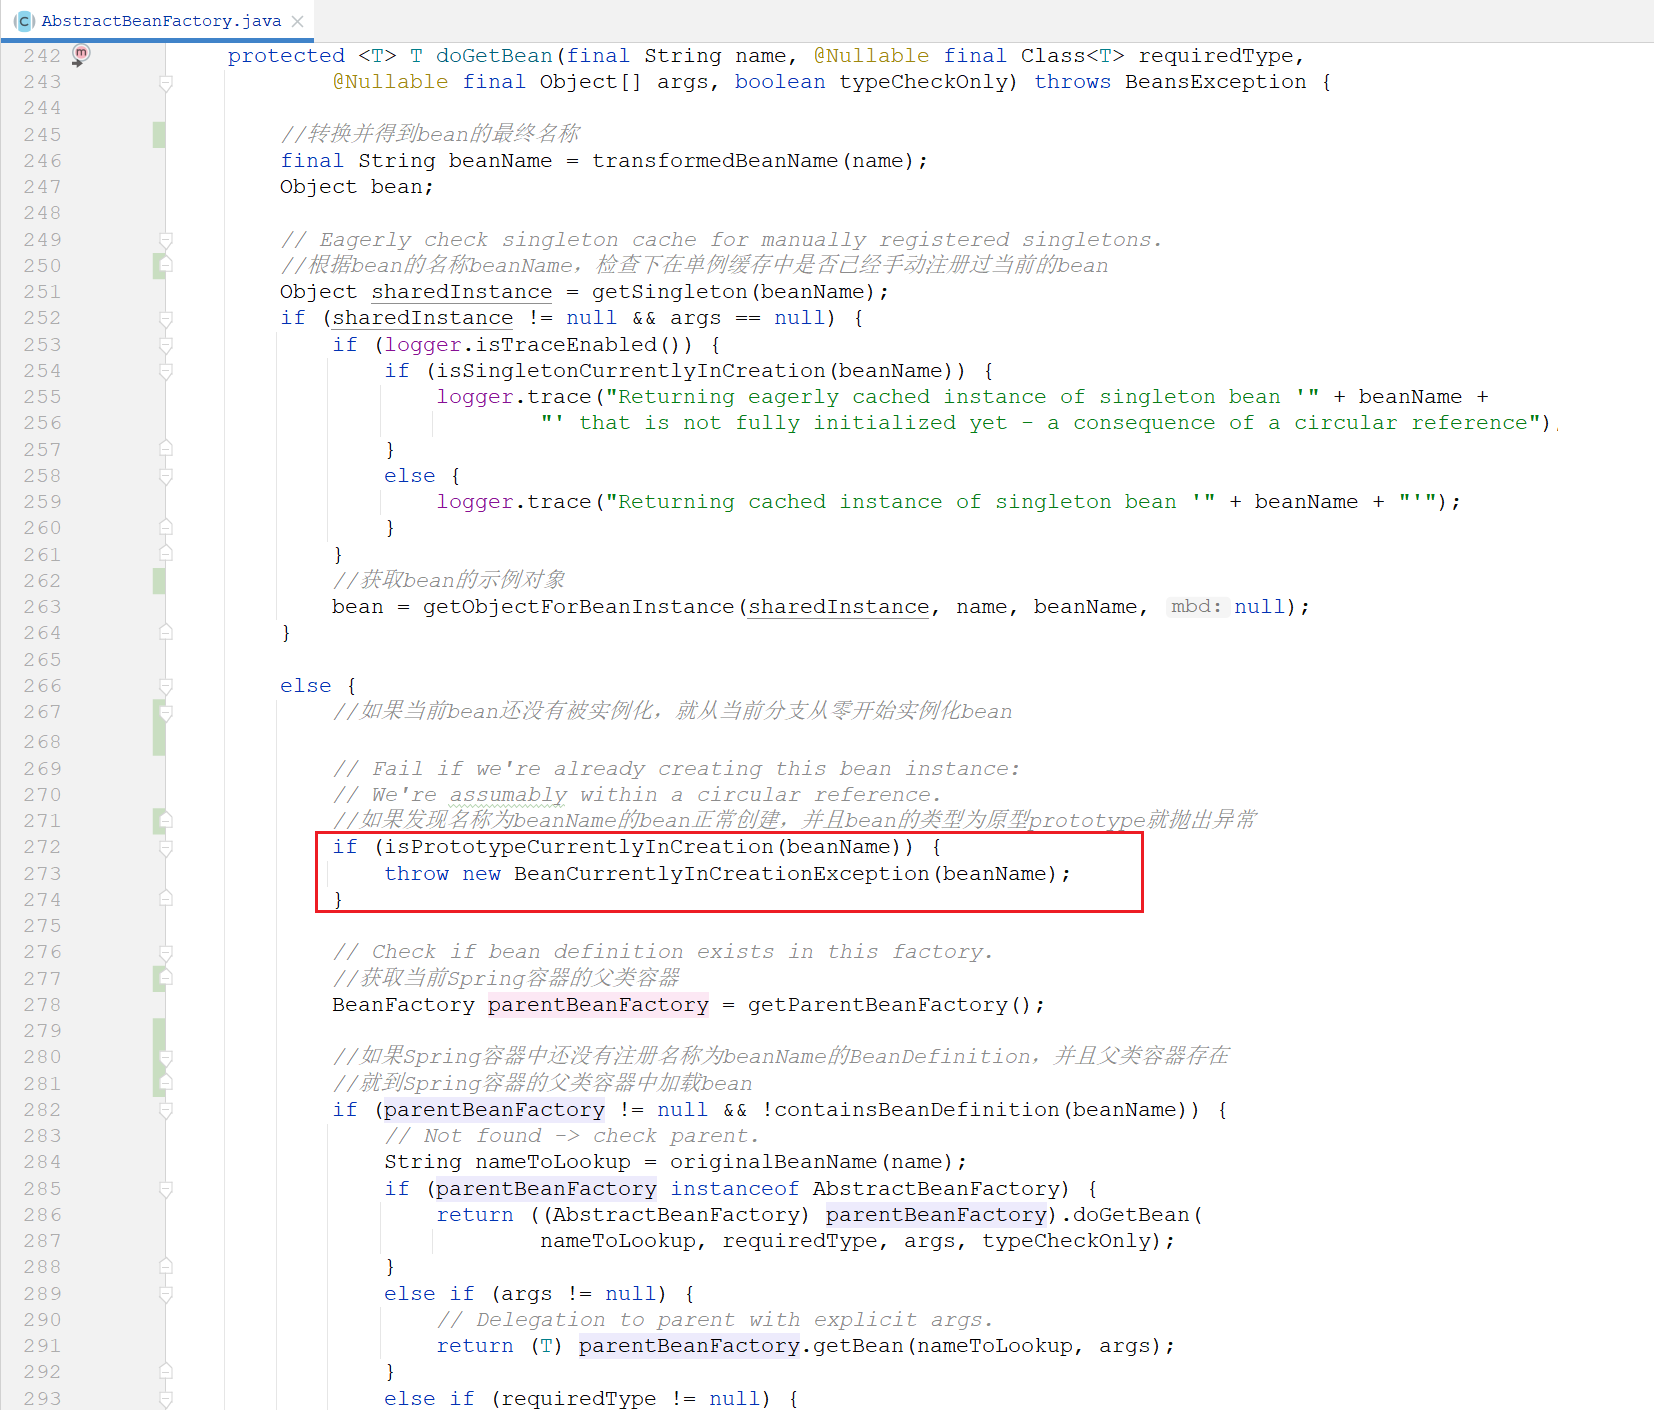 AbstractBeanFactory.java
242 protected <T> T doGetBean(final String name, @Nullable final Class<T> requiredType,
243 @Nullable final Object[] args, boolean typeCheckOnly) throws BeansException {
244
245 //转换并得到bean的最终名称
246 final String beanName = transformedBeanName(name);
247 Object bean;
248
249 // Eagerly check singleton cache for manually registered singletons.
250 //根据bean的名称beanName，检查下在单例缓存中是否已经手动注册过当前的bean
251 Object sharedInstance = getSingleton(beanName);
252 if (sharedInstance != null && args == null) {
253 if (logger.isTraceEnabled()) {
254 if (isSingletonCurrentlyInCreation(beanName)) {
255 logger.trace("Returning eagerly cached instance of singleton bean '" + beanName +
256 "' that is not fully initialized yet - a consequence of a circular reference")
257 }
258 else {
259 logger.trace("Returning cached instance of singleton bean '" + beanName + "'");
260 }
261 }
262 //获取bean的示例对象
263 bean = getObjectForBeanInstance(sharedInstance, name, beanName, mbd: null);
264 }
265
266 else {
267 //如果当前bean还没有被实例化，就从当前分支从零开始实例化bean
268
269 // Fail if we're already creating this bean instance:
270 // We're assumably within a circular reference.
271 //如果发现名称为beanName的bean正常创建，并且bean的类型为原型prototype就抛出异常
272 if (isPrototypeCurrentlyInCreation(beanName)) {
273 throw new BeanCurrentlyInCreationException(beanName);
274 }
275
276 // Check if bean definition exists in this factory.
277 //获取当前Spring容器的父类容器
278 BeanFactory parentBeanFactory = getParentBeanFactory();
279
280 //如果Spring容器中还没有注册名称为beanName的BeanDefinition，并且父类容器存在
281 //就到Spring容器的父类容器中加载bean
282 if (parentBeanFactory != null && !containsBeanDefinition(beanName)) {
283 // Not found -> check parent.
284 String nameToLookup = originalBeanName(name);
285 if (parentBeanFactory instanceof AbstractBeanFactory) {
286 return ((AbstractBeanFactory) parentBeanFactory).doGetBean(
287 nameToLookup, requiredType, args, typeCheckOnly);
288 }
289 else if (args != null) {
290 // Delegation to parent with explicit args.
291 return (T) parentBeanFactory.getBean(nameToLookup, args);
292 }
293 else if (requiredType != null) {